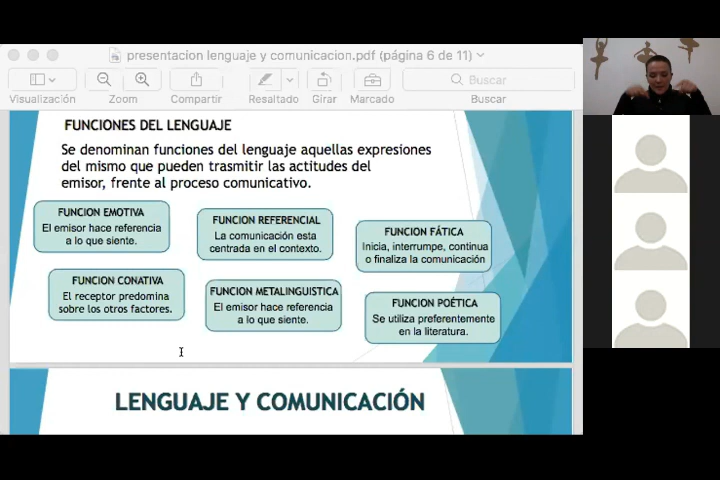 presentacion lenguaje y comunicacion.pdf (página 6 de 11)
Visualización
Zoom
Compartir
Resaltado
Girar
Marcado
Buscar
Buscar
FUNCIONES DEL LENGUAJE
Se denominan funciones del lenguaje aquellas expresiones
del mismo que pueden trasmitir las actitudes del
emisor, frente al proceso comunicativo.
FUNCION EMOTIVA
El emisor hace referencia
a lo que siente.
FUNCION REFERENCIAL
La comunicación esta
centrada en el contexto.
FUNCION FÁTICA
Inicia, interrumpe, continua
o finaliza la comunicación
FUNCION CONATIVA
El receptor predomina
sobre los otros factores.
FUNCION METALINGUISTICA
El emisor hace referencia
a lo que siente.
FUNCION POÉTICA
Se utiliza preferentemente
en la literatura.
LENGUAJE Y COMUNICACIÓN